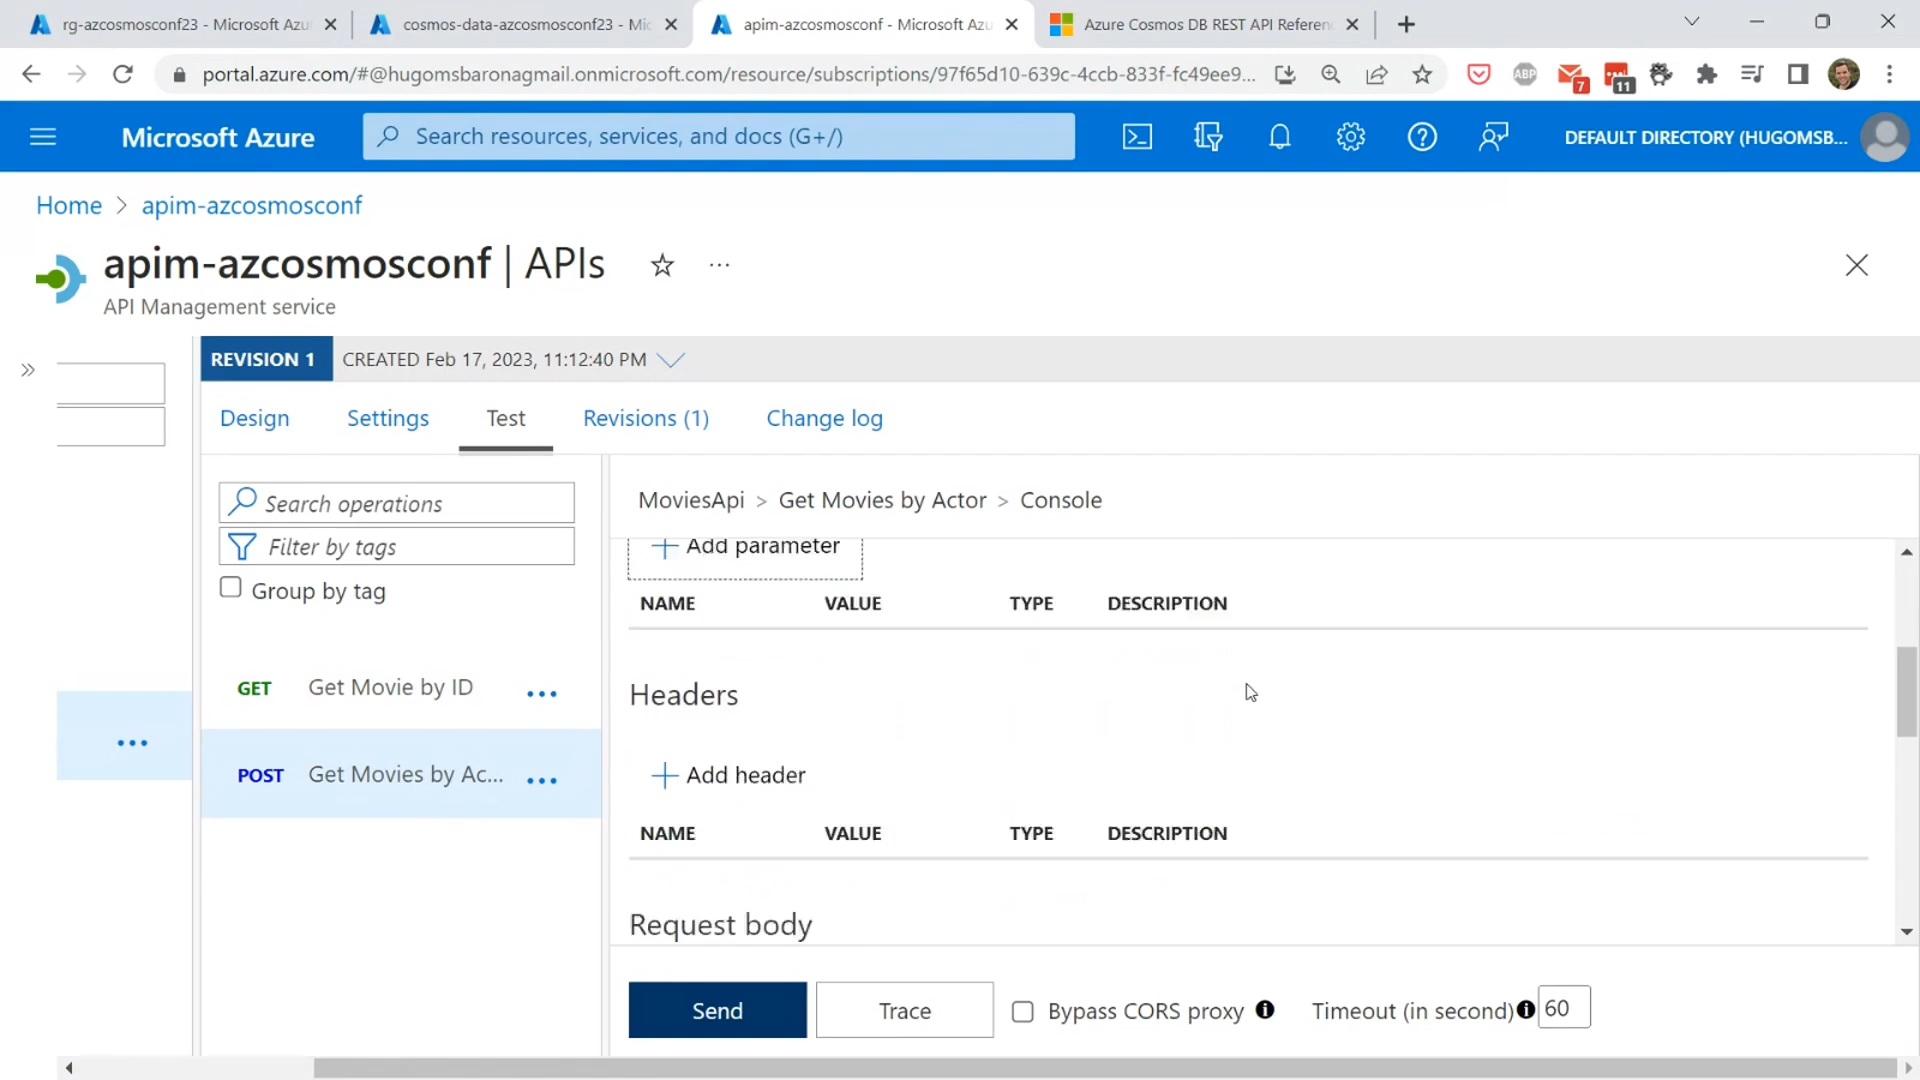 rg-azcosmosconf23 - Microsoft Azu
cosmos-data-azcosmosconf23 - Mic
apim-azcosmosconf - Microsoft Azu
Azure Cosmos DB REST API Referen
portal.azure.com/#@hugomsbaronagmail.onmicrosoft.com/resource/subscriptions/97f65d10-639c-4ccb-833f-fc49ee9...
ABP
7
11
Microsoft Azure
Search resources, services, and docs (G+/)
DEFAULT DIRECTORY (HUGOMSB...
Home > apim-azcosmosconf
apim-azcosmosconf | APIs
API Management service
REVISION 1 CREATED Feb 17, 2023, 11:12:40 PM
Design Settings Test Revisions (1) Change log
Search operations
Filter by tags
Group by tag
GET Get Movie by ID
POST Get Movies by Ac...
MoviesApi > Get Movies by Actor > Console
Add parameter
NAME VALUE TYPE DESCRIPTION
Headers
Add header
NAME VALUE TYPE DESCRIPTION
Request body
Send Trace Bypass CORS proxy Timeout (in second) 60